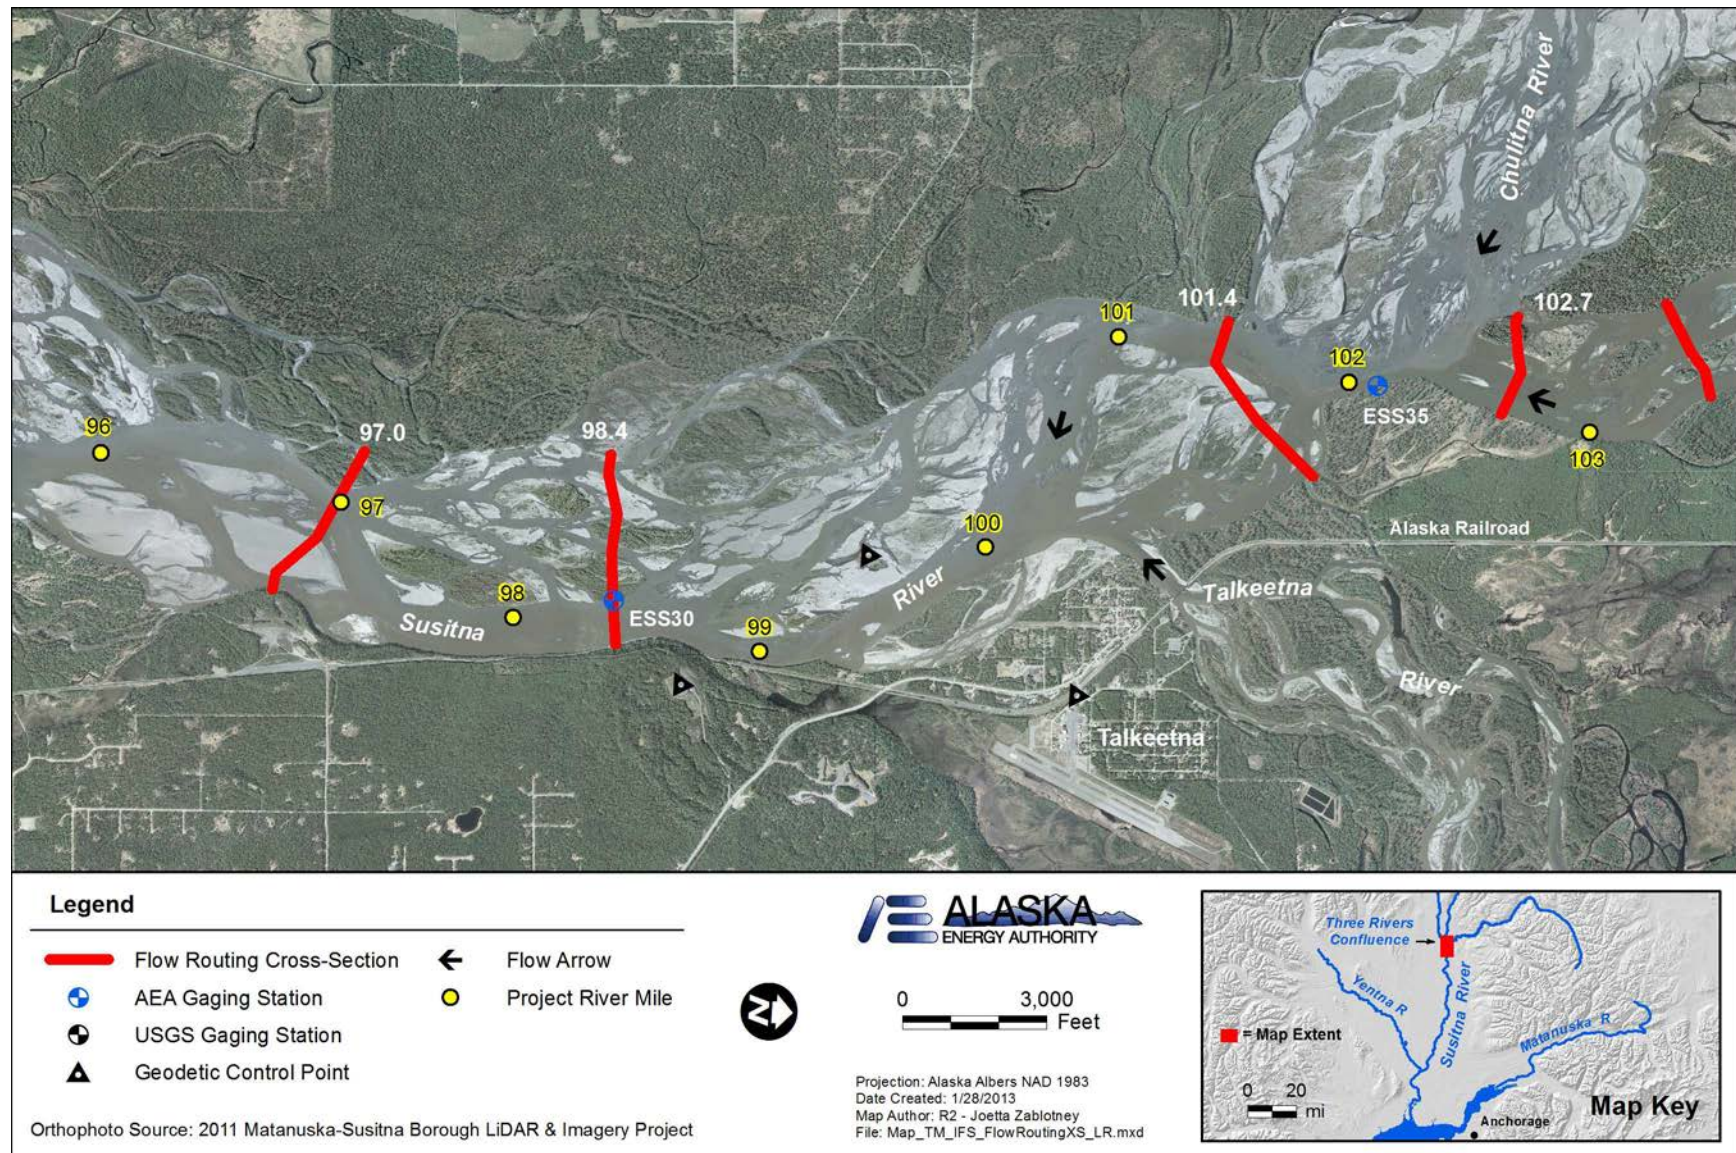 Chulitna River
101
101.4
102.7
102
ESS35
103
96
97.0
98.4
97
100
Alaska Railroad
98
ESS30
99
Susitna
River
Talkeetna
River
Talkeetna
Legend
Flow Routing Cross-Section
Flow Arrow
AEA Gaging Station
Project River Mile
USGS Gaging Station
Geodetic Control Point
Orthophoto Source: 2011 Matanuska-Susitna Borough LiDAR & Imagery Project
ALASKA
ENERGY AUTHORITY
N
0 3,000
Feet
Projection: Alaska Albers NAD 1983
Date Created: 1/28/2013
Map Author: R2 - Joetta Zablotney
File: Map_TM_IFS_FlowRoutingXS_LR.mxd
Three Rivers
Confluence
Yentna R
Susitna River
Matanuska R
= Map Extent
0 20
mi
Map Key
Anchorage